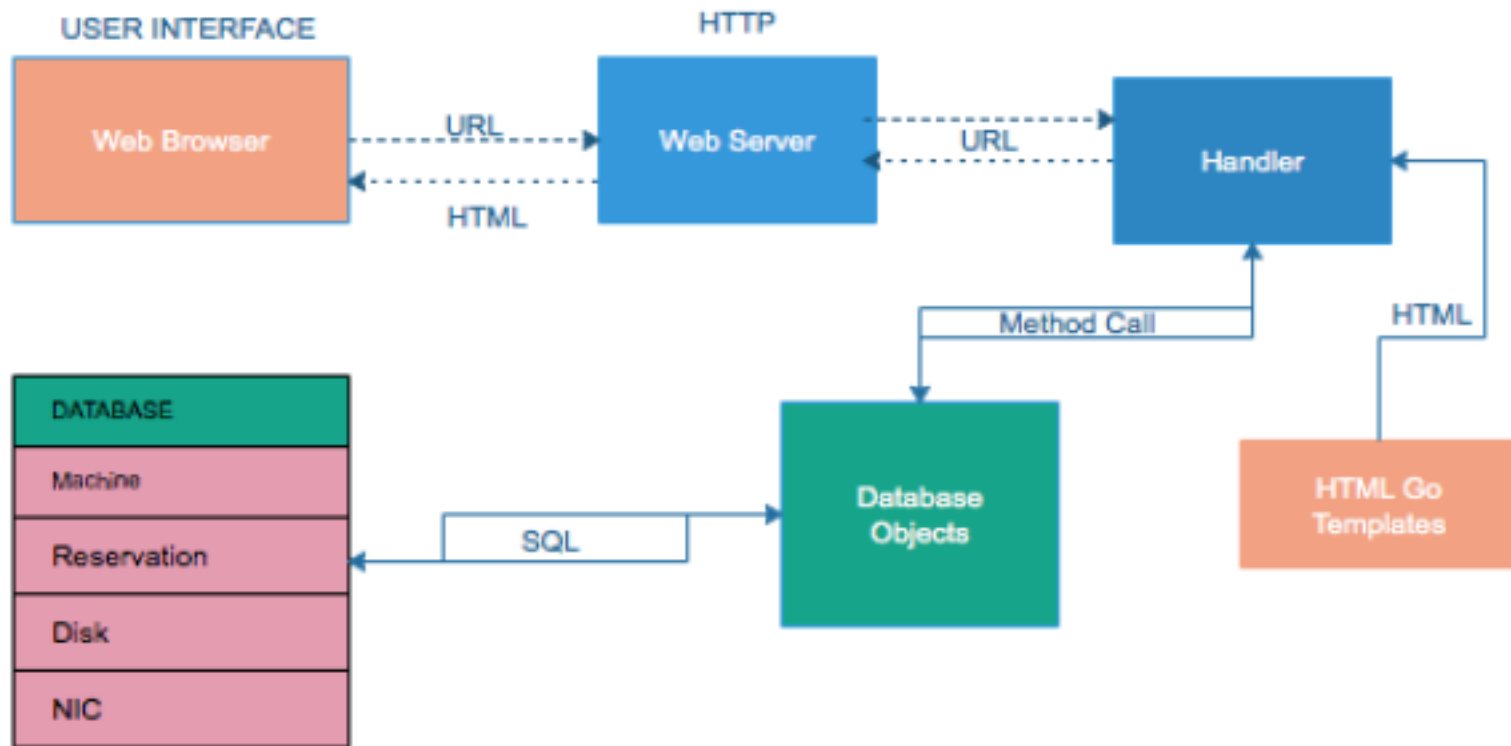 USER INTERFACE
HTTP
Web Browser
URL
HTML
Web Server
URL
Handler
Method Call
HTML
DATABASE
Machine
Reservation
Disk
NIC
SQL
Database
Objects
HTML Go
Templates